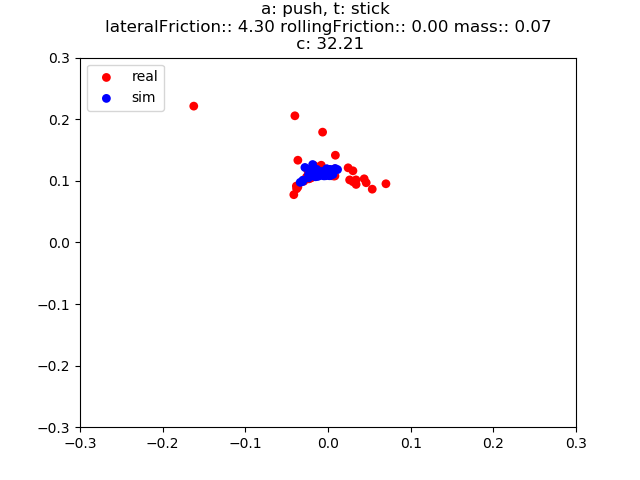 a: push, t: stick
lateralFriction:: 4.30 rollingFriction:: 0.00 mass:: 0.07
c: 32.21
real
sim
0.3
0.2
0.1
0.0
−0.1
−0.2
−0.3
−0.3
−0.2
−0.1
0.0
0.1
0.2
0.3